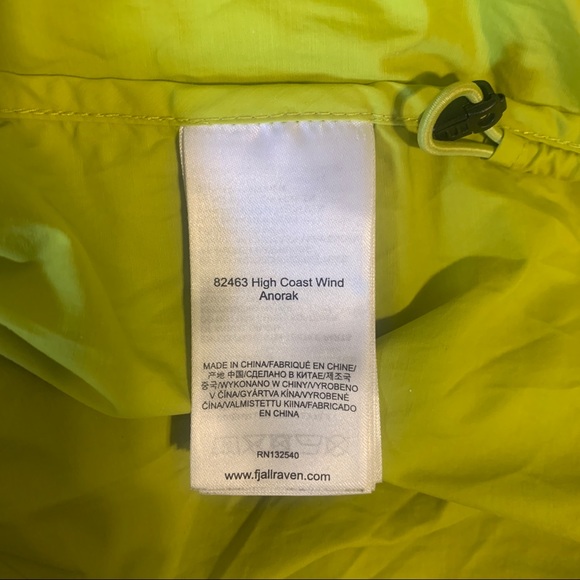 82463 High Coast Wind
Anorak
MADE IN CHINA/FABRIQUÉ EN CHINE/
产地 中国/СДЕЛАНО В КИТАЕ/제조국
중국/WYKONANO W CHINY/VYROBENO
V ČÍNA/GYÁRTVA KÍNA/VYROBENÉ
ČÍNA/VALMISTETTU KIINA/FABRICADO
EN CHINA
RN132540
www.fjallraven.com